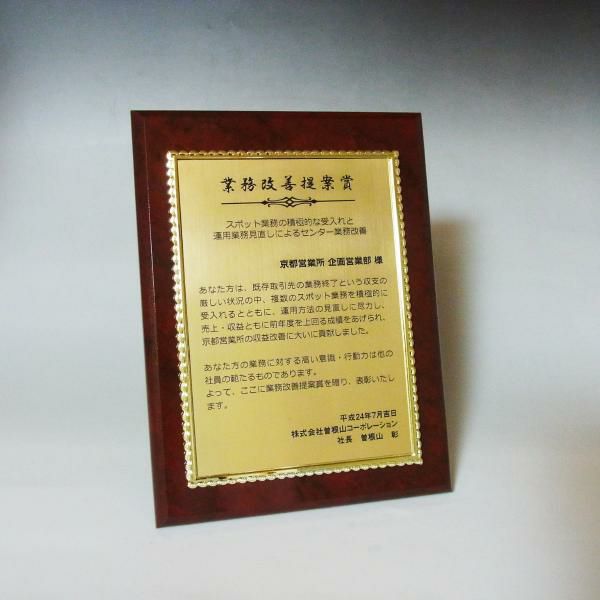 業務改善提案賞
スポット業務の積極的な受入れと
運用業務見直しによるセンター業務改善
京都営業所 企画営業部 様
あなた方は、既存取引先の業務終了という収支の
厳しい状況の中、複数のスポット業務を積極的に
受入れるとともに、運用方法の見直しに尽力し、
売上・収益ともに前年度を上回る成績をあげられ、
京都営業所の収益改善に大いに貢献しました。
あなた方の業務に対する高い意識・行動力は他の
社員の範たるものであります。
よって、ここに業務改善提案賞を贈り、表彰いたし
ます。
平成24年7月吉日
株式会社曽根山コーポレーション
社長 曽根山 彰